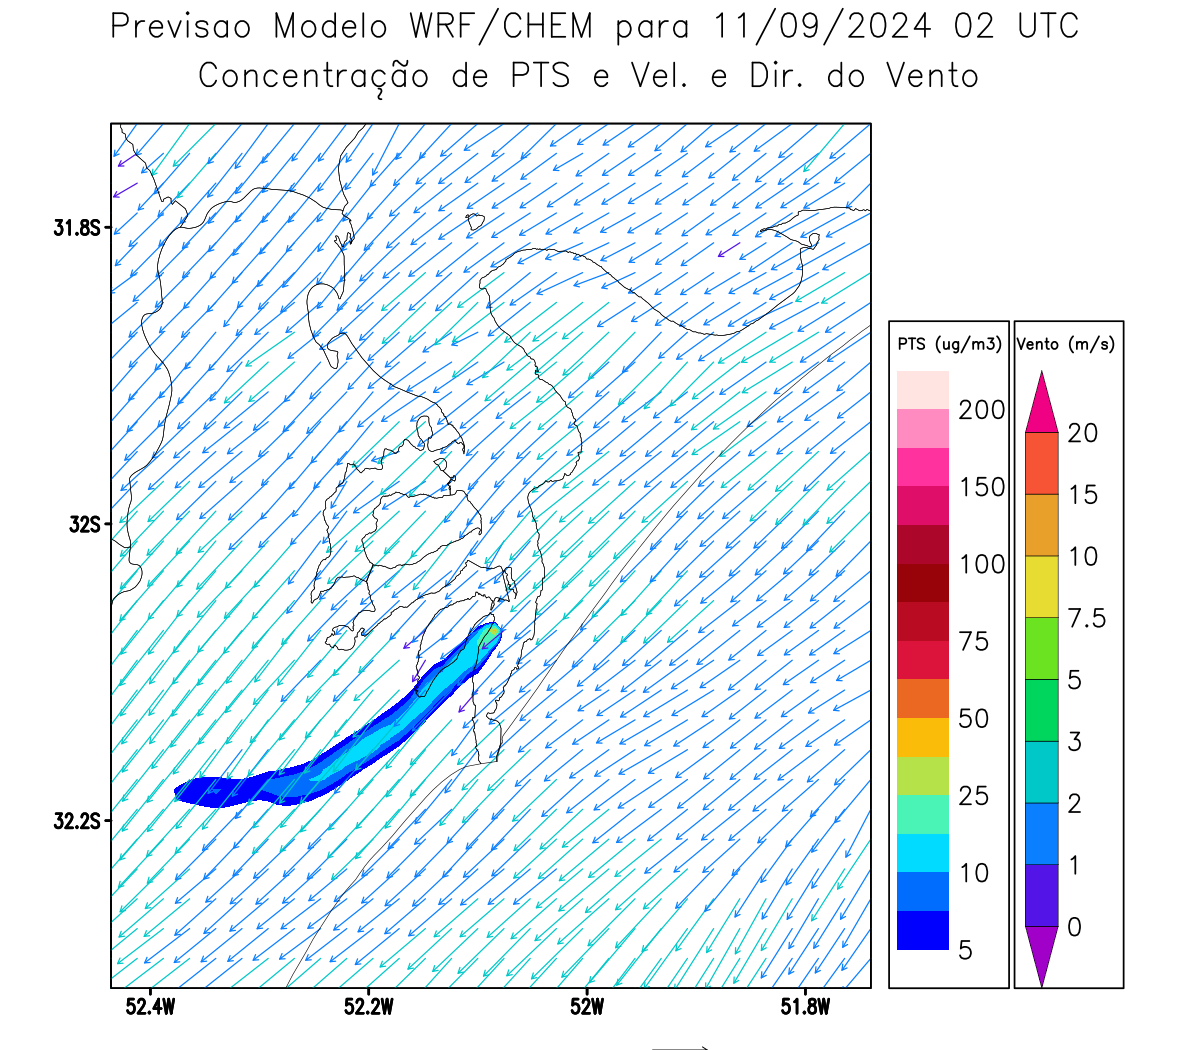 Previsao Modelo WRF/CHEM para 11/09/2024 02 UTC
Concentração de PTS e Vel. e Dir. do Vento
31.8S
32S
32.2S
52.4W
52.2W
52W
51.8W
PTS (ug/m3)
200
150
100
75
50
25
10
5
Vento (m/s)
20
15
10
7.5
5
3
2
1
0